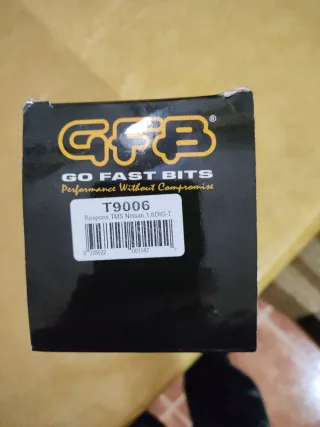 GFB®
GO FAST BITS
Performance Without Compromise
T9006
Respons TMS Nissan 1.6DIG-T